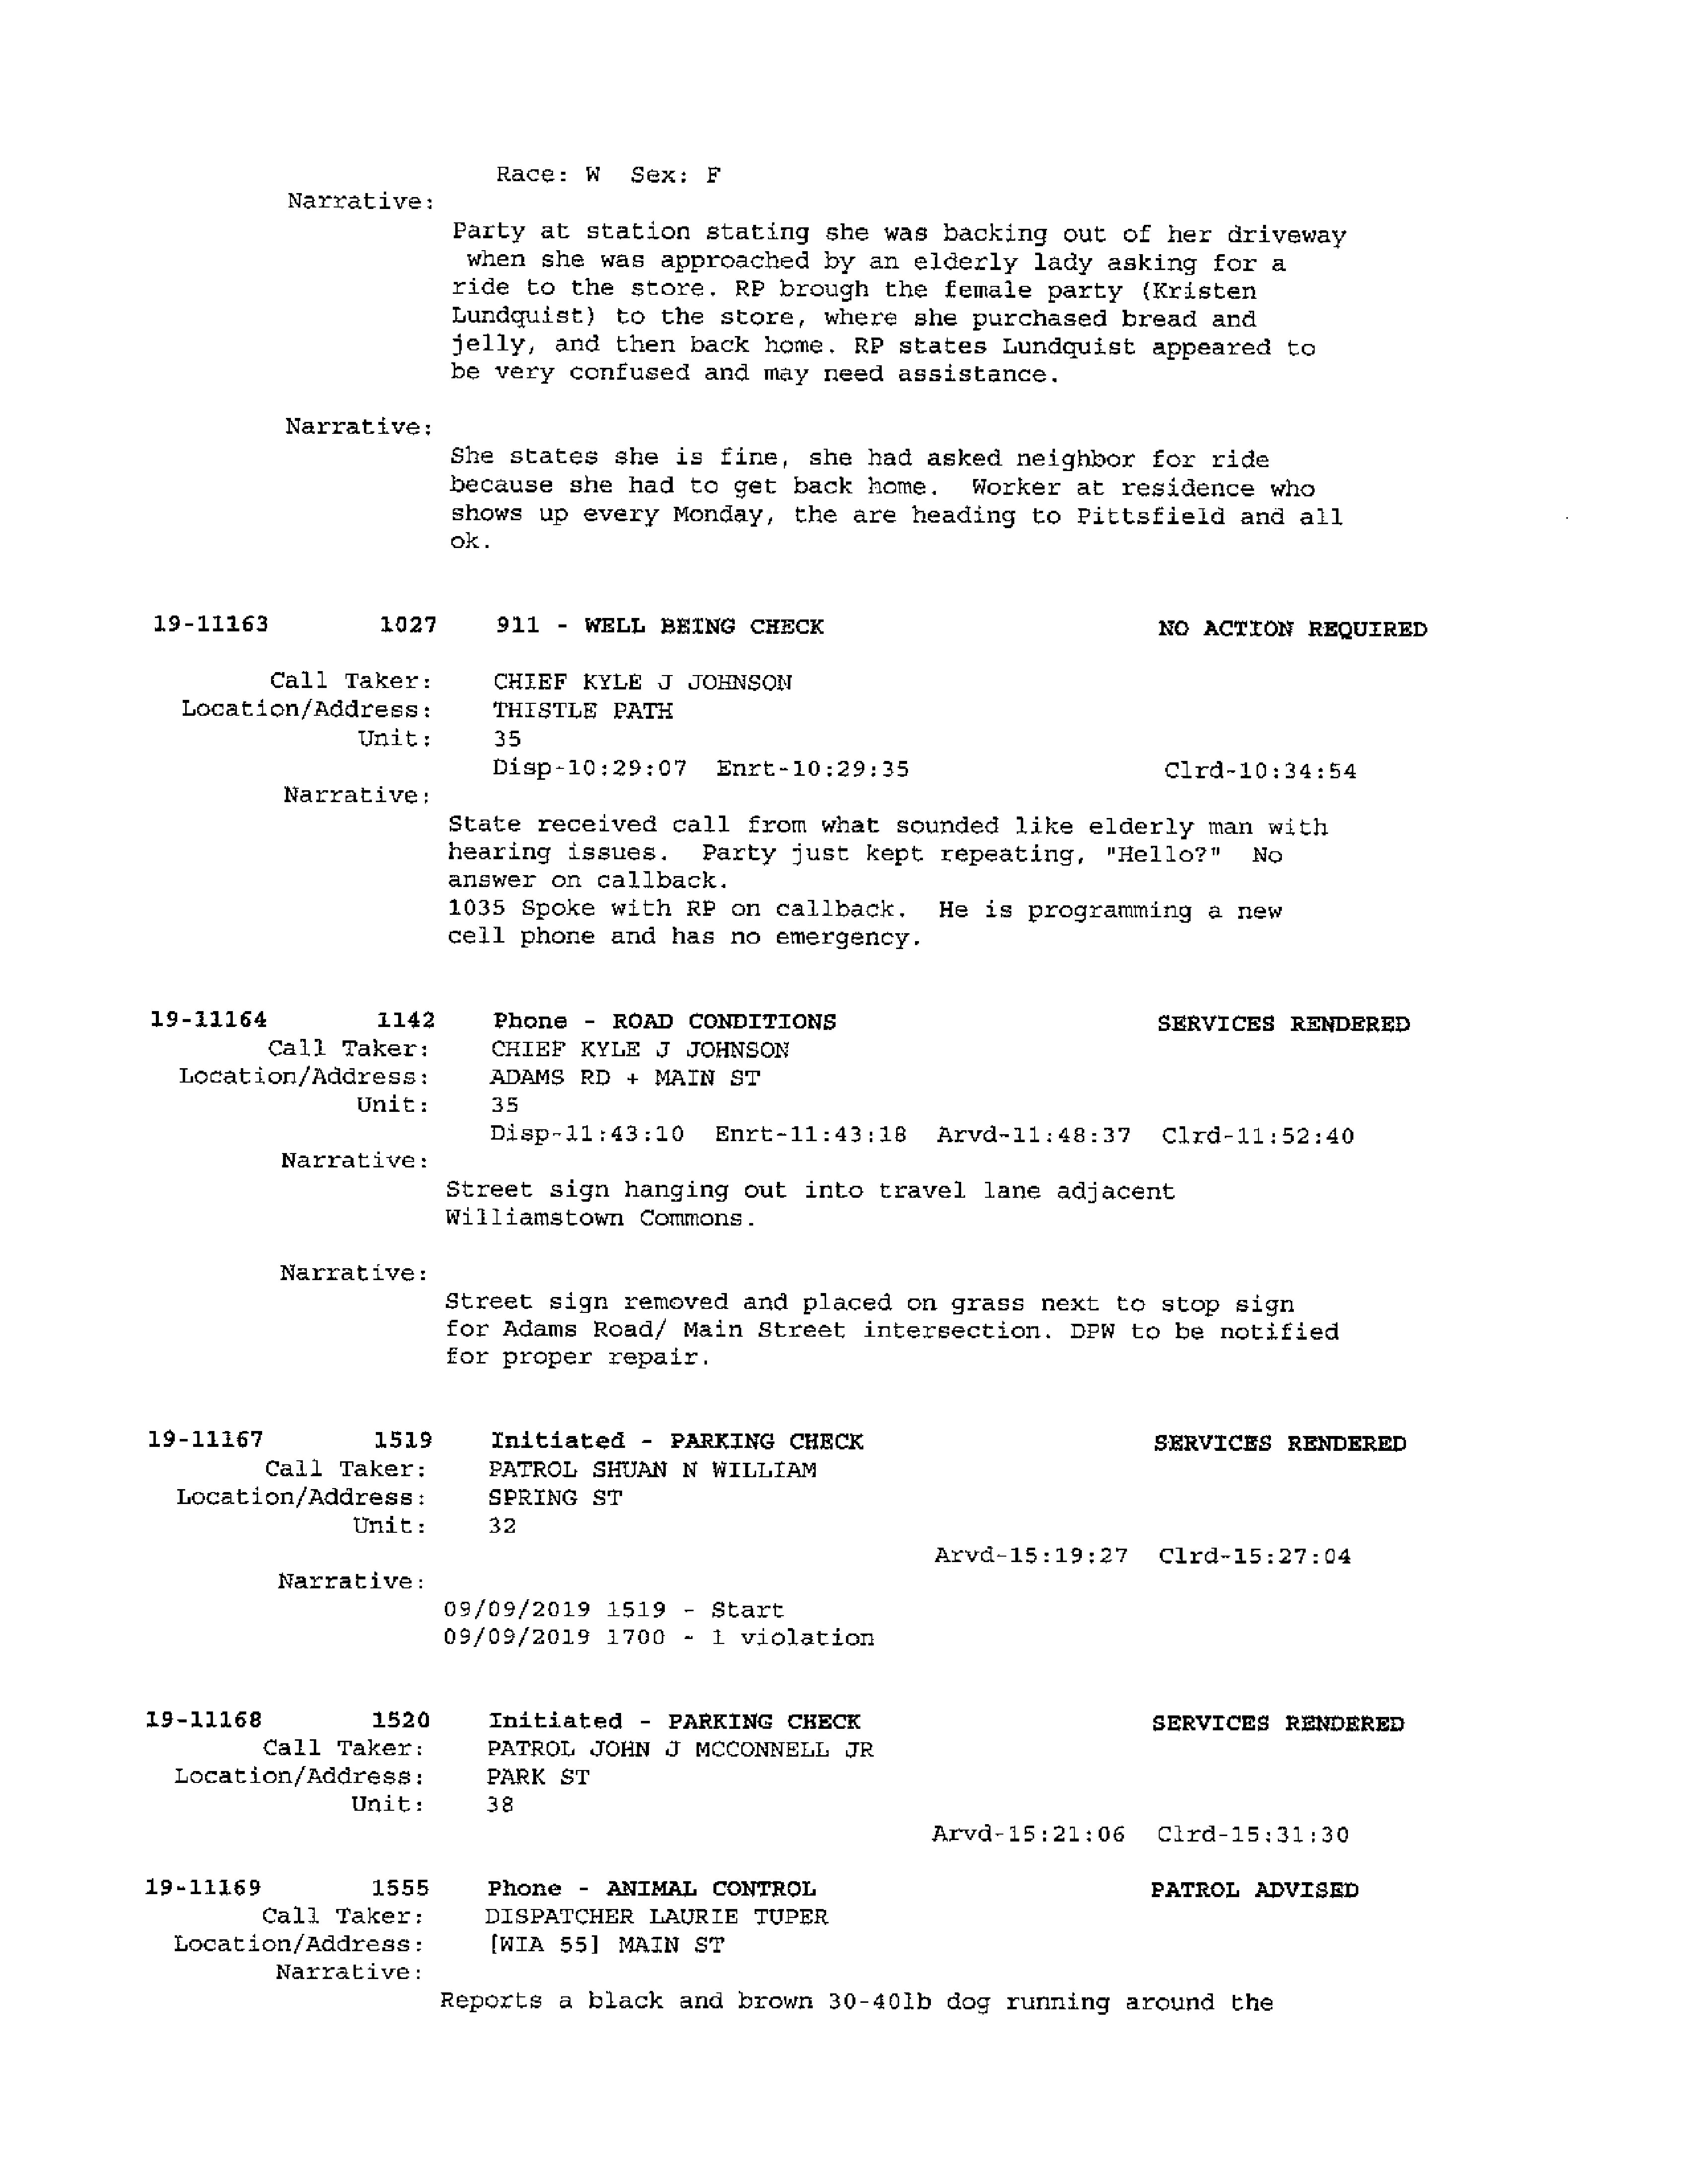 Race: W  Sex: F
Narrative:
Party at station stating she was backing out of her driveway
when she was approached by an elderly lady asking for a
ride to the store. RP brough the female party (Kristen
Lundquist) to the store, where she purchased bread and
jelly, and then back home. RP states Lundquist appeared to
be very confused and may need assistance.
Narrative:
She states she is fine, she had asked neighbor for ride
because she had to get back home.  Worker at residence who
shows up every Monday, the are heading to Pittsfield and all
ok.
19-11163  1027  911 - WELL BEING CHECK  NO ACTION REQUIRED
Call Taker:  CHIEF KYLE J JOHNSON
Location/Address:  THISTLE PATH
Unit:  35
Disp-10:29:07  Enrt-10:29:35  Clrd-10:34:54
Narrative:
State received call from what sounded like elderly man with
hearing issues.  Party just kept repeating, "Hello?"  No
answer on callback.
1035 Spoke with RP on callback.  He is programming a new
cell phone and has no emergency.
19-11164  1142  Phone - ROAD CONDITIONS  SERVICES RENDERED
Call Taker:  CHIEF KYLE J JOHNSON
Location/Address:  ADAMS RD + MAIN ST
Unit:  35
Disp-11:43:10  Enrt-11:43:18  Arvd-11:48:37  Clrd-11:52:40
Narrative:
Street sign hanging out into travel lane adjacent
Williamstown Commons.
Narrative:
Street sign removed and placed on grass next to stop sign
for Adams Road/ Main Street intersection. DPW to be notified
for proper repair.
19-11167  1519  Initiated - PARKING CHECK  SERVICES RENDERED
Call Taker:  PATROL SHUAN N WILLIAM
Location/Address:  SPRING ST
Unit:  32
Arvd-15:19:27  Clrd-15:27:04
Narrative:
09/09/2019 1519 - Start
09/09/2019 1700 - 1 violation
19-11168  1520  Initiated - PARKING CHECK  SERVICES RENDERED
Call Taker:  PATROL JOHN J MCCONNELL JR
Location/Address:  PARK ST
Unit:  38
Arvd-15:21:06  Clrd-15:31:30
19-11169  1555  Phone - ANIMAL CONTROL  PATROL ADVISED
Call Taker:  DISPATCHER LAURIE TUPER
Location/Address:  [WIA 55] MAIN ST
Narrative:
Reports a black and brown 30-40lb dog running around the